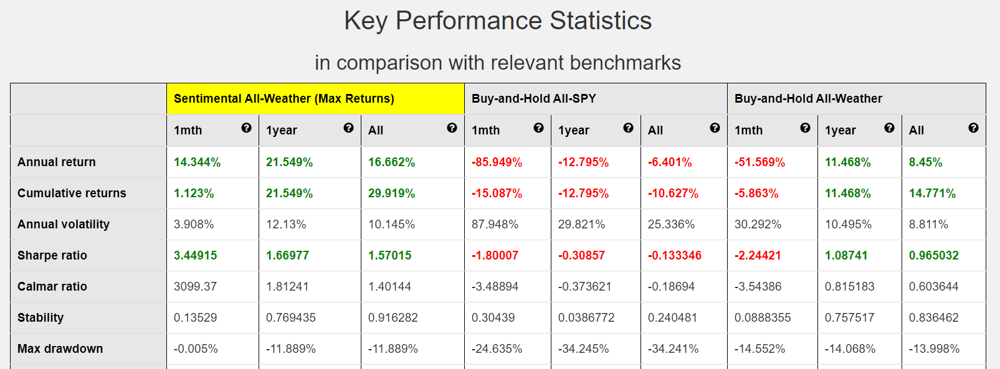 Key Performance Statistics
in comparison with relevant benchmarks
Sentimental All-Weather (Max Returns) Buy-and-Hold All-SPY Buy-and-Hold All-Weather
1mth ? 1year ? All ? 1mth ? 1year ? All ? 1mth ? 1year ? All ?
Annual return 14.344% 21.549% 16.662% -85.949% -12.795% -6.401% -51.569% 11.468% 8.45%
Cumulative returns 1.123% 21.549% 29.919% -15.087% -12.795% -10.627% -5.863% 11.468% 14.771%
Annual volatility 3.908% 12.13% 10.145% 87.948% 29.821% 25.336% 30.292% 10.495% 8.811%
Sharpe ratio 3.44915 1.66977 1.57015 -1.80007 -0.30857 -0.133346 -2.24421 1.08741 0.965032
Calmar ratio 3099.37 1.81241 1.40144 -3.48894 -0.373621 -0.18694 -3.54386 0.815183 0.603644
Stability 0.13529 0.769435 0.916282 0.30439 0.0386772 0.240481 0.0888355 0.757517 0.836462
Max drawdown -0.005% -11.889% -11.889% -24.635% -34.245% -34.241% -14.552% -14.068% -13.998%